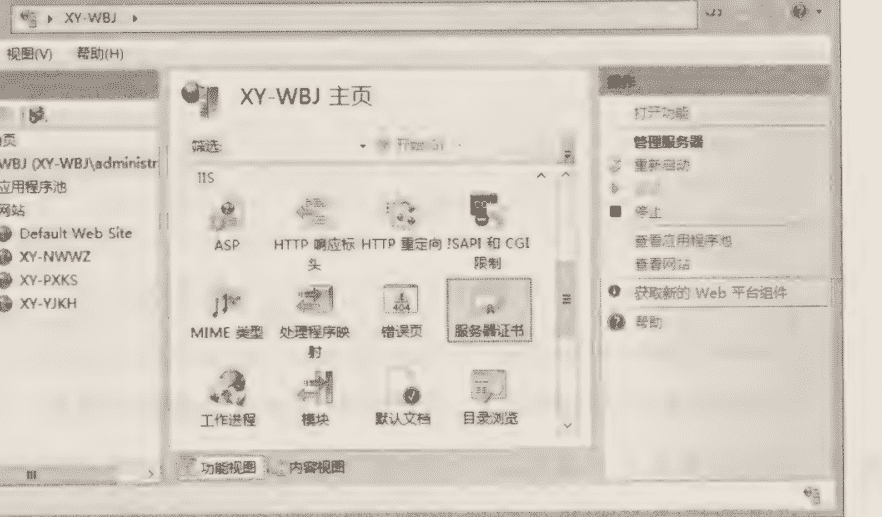 XY-WBJ
视图(V) 帮助(H)
XY-WBJ 主页
筛选:
IIS
ASP
HTTP 响应标头
HTTP 重定向
ISAPI 和 CGI 限制
MIME 类型
处理程序映射
错误页
404
服务器证书
工作进程
模块
默认文档
目录浏览
功能视图
内容视图
页
WBJ (XY-WBJ\administr
应用程序池
网站
Default Web Site
XY-NWWZ
XY-PXKS
XY-YJKH
操作
打开功能
管理服务器
重新启动
停止
查看应用程序池
查看网站
获取新的 Web 平台组件
帮助